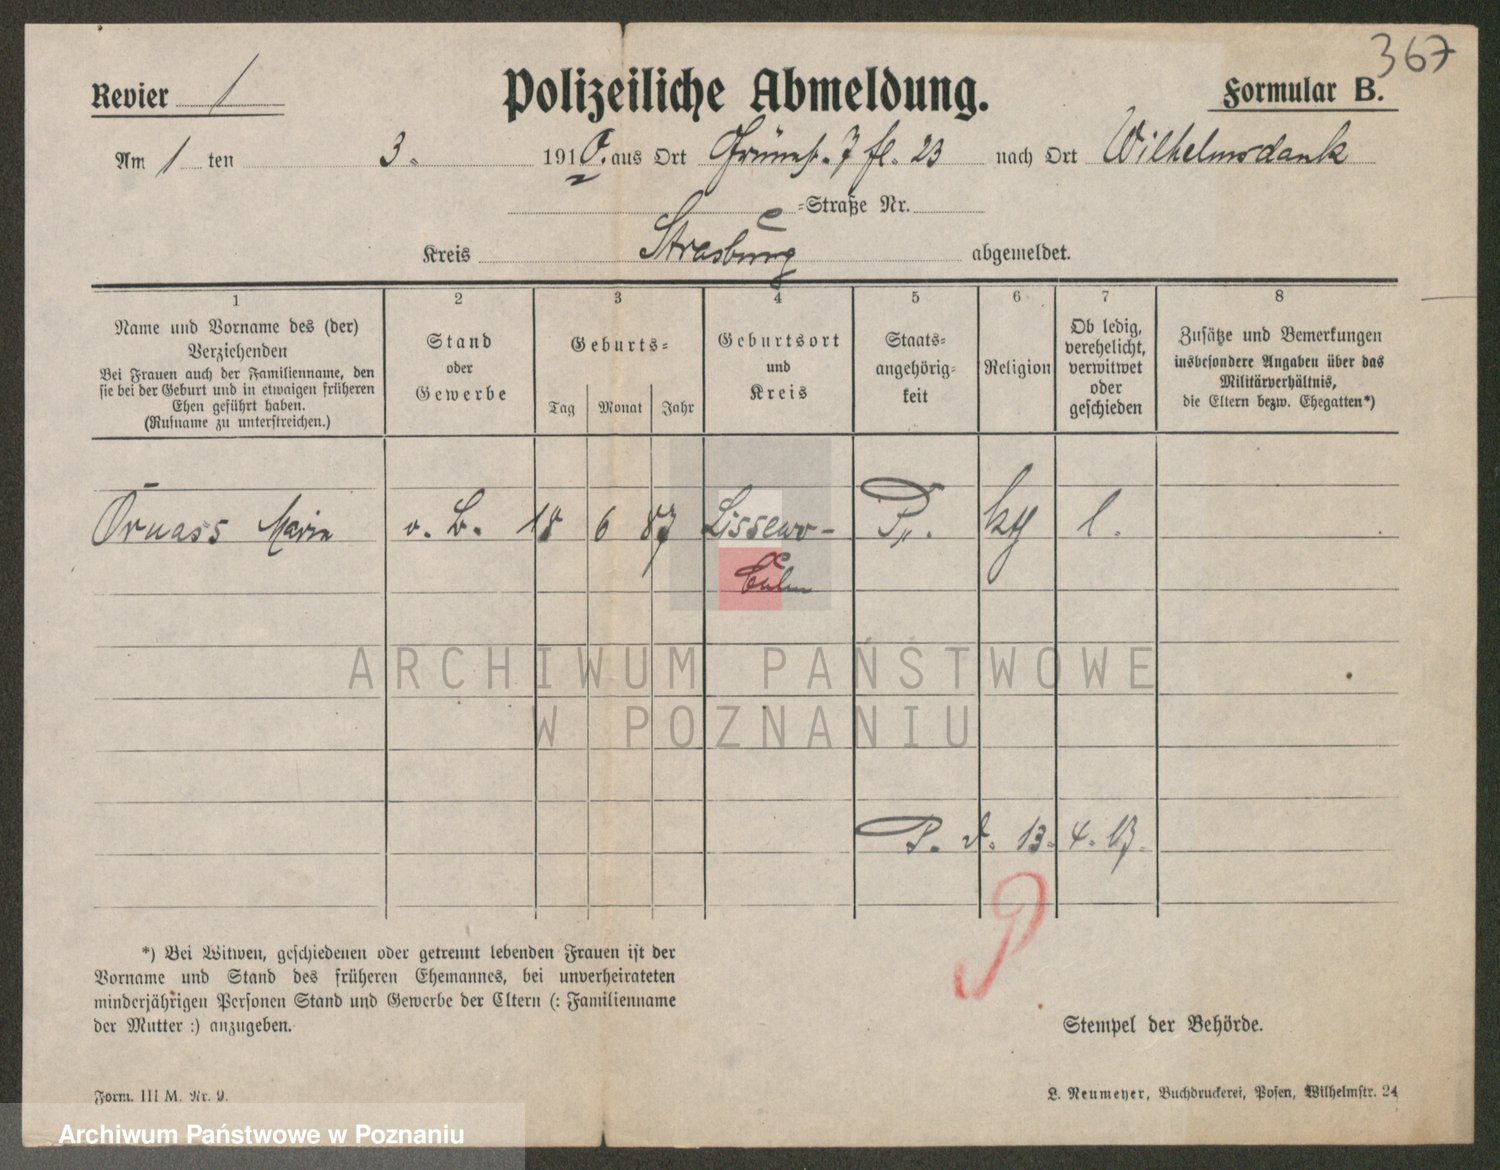 367
Revier 1
Polizeiliche Abmeldung.
Formular B.
Am 1 ten 3. 1910. aus Ort 7 23 nach Ort Wilhelmsdank
-Straße Nr.
Kreis Strasburg abgemeldet.
1 2 3 4 5 6 7 8
Name und Vorname des (der)
Verziehenden
Bei Frauen auch der Familienname, den
sie bei der Geburt und in etwaigen früheren
Ehen geführt haben.
(Rufname zu unterstreichen.)
Stand
oder
Gewerbe
Geburts-
Tag Monat Jahr
Geburtsort
und
Kreis
Staats-
angehörig-
keit
Religion
Ob ledig,
verehelicht,
verwitwet
oder
geschieden
Zusätze und Bemerkungen
insbesondere Angaben über das
Militärverhältnis,
die Eltern bezw. Ehegatten*)
Marie o. B. 18 6 87 Lissewo- Pr. l.
Culm
ARCHIWUM PAŃSTWOWE
W POZNANIU
P. d. 13. 4. 17.
*) Bei Witwen, geschiedenen oder getrennt lebenden Frauen ist der
Vorname und Stand des früheren Ehemannes, bei unverheirateten
minderjährigen Personen Stand und Gewerbe der Eltern (: Familienname
der Mutter :) anzugeben.
Stempel der Behörde.
Form. III M. Nr. 9.
L. Neumeyer, Buchdruckerei, Posen, Wilhelmstr. 24
Archiwum Państwowe w Poznaniu